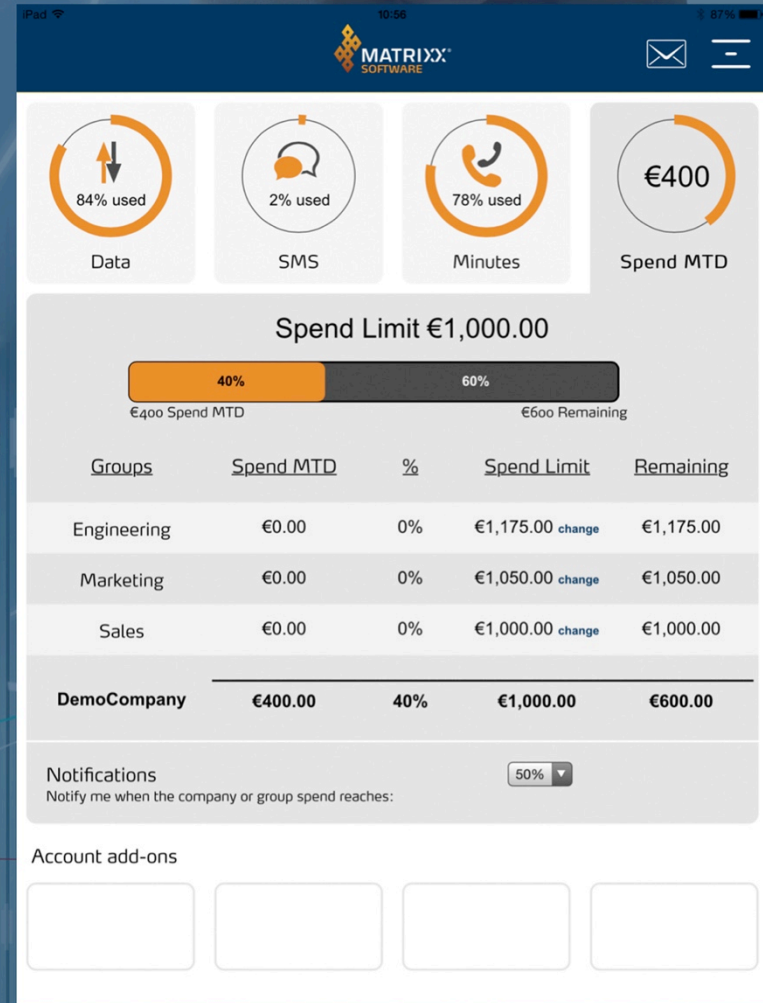 iPad 10:56 87%
MATRIXX
SOFTWARE
84% used 2% used 78% used €400
Data SMS Minutes Spend MTD
Spend Limit €1,000.00
40% 60%
€400 Spend MTD €600 Remaining
Groups Spend MTD % Spend Limit Remaining
Engineering €0.00 0% €1,175.00 change €1,175.00
Marketing €0.00 0% €1,050.00 change €1,050.00
Sales €0.00 0% €1,000.00 change €1,000.00
DemoCompany €400.00 40% €1,000.00 €600.00
Notifications 50%
Notify me when the company or group spend reaches:
Account add-ons